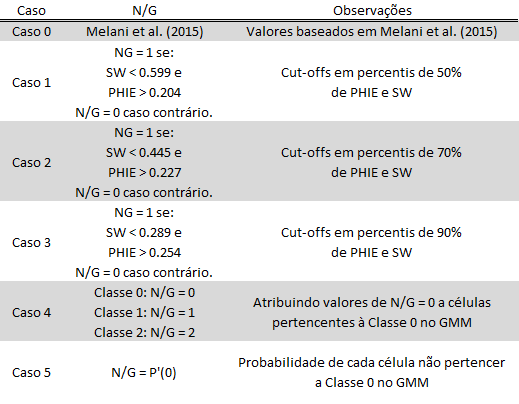 Caso N/G Observações
Caso 0 Melani et al. (2015) Valores baseados em Melani et al. (2015)
Caso 1
NG = 1 se:
SW < 0.599 e
PHIE > 0.204
N/G = 0 caso contrário.
Cut-offs em percentis de 50%
de PHIE e SW
Caso 2
NG = 1 se:
SW < 0.445 e
PHIE > 0.227
N/G = 0 caso contrário.
Cut-offs em percentis de 70%
de PHIE e SW
Caso 3
NG = 1 se:
SW < 0.289 e
PHIE > 0.254
N/G = 0 caso contrário.
Cut-offs em percentis de 90%
de PHIE e SW
Caso 4
Classe 0: N/G = 0
Classe 1: N/G = 1
Classe 2: N/G = 2
Atribuindo valores de N/G = 0 a células
pertencentes à Classe 0 no GMM
Caso 5
N/G = P'(0)
Probabilidade de cada célula não pertencer
a Classe 0 no GMM